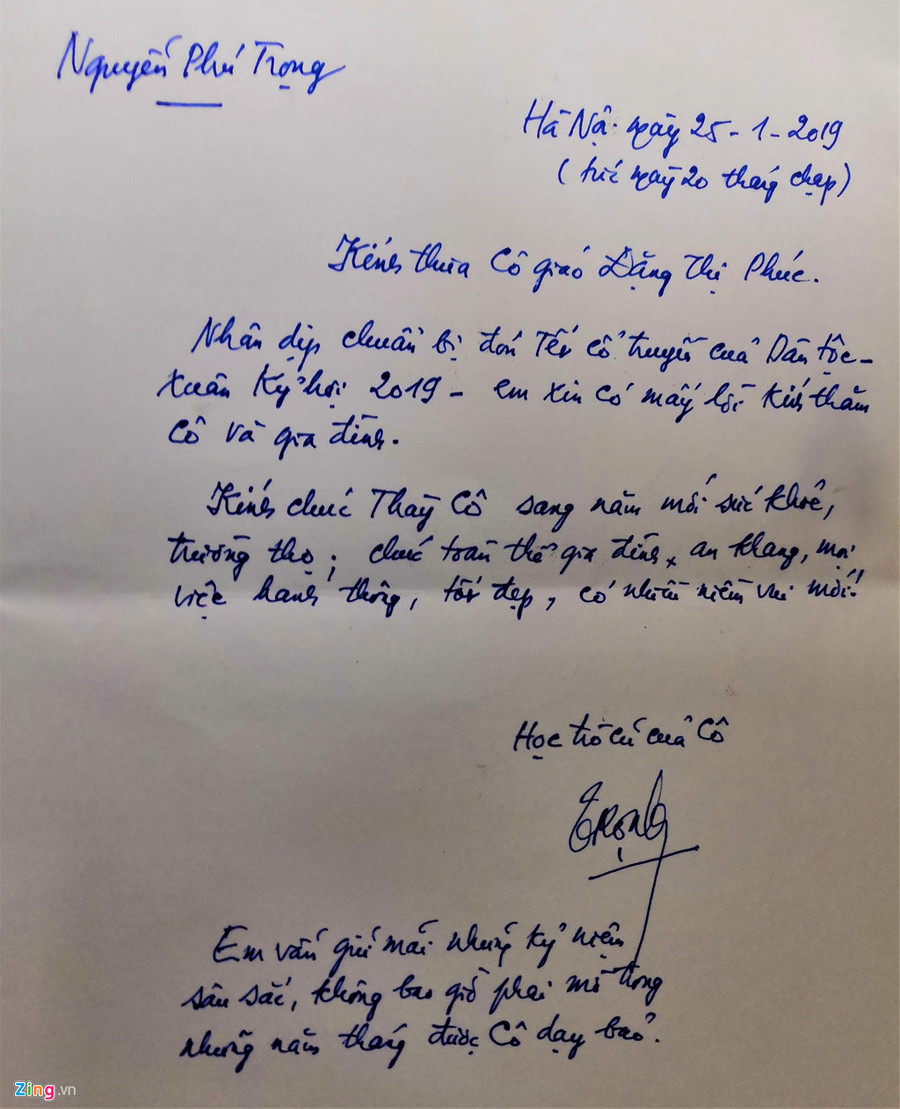 Nguyễn Phú Trọng
Hà Nội ngày 25-1-2019
(tức ngày 20 tháng chạp)
Kính thưa Cô giáo Đặng Thị Phúc.
Nhân dịp chuẩn bị đón Tết cổ truyền của Dân tộc -
Xuân Kỷ hợi 2019 - em xin có mấy lời kính thăm
Cô và gia đình.
Kính chúc Thày Cô sang năm mới sức khoẻ,
trường thọ; chúc toàn thể gia đình an khang, mọi
việc hanh thông, tốt đẹp, có nhiều niềm vui mới!
Học trò cũ của Cô
Trọng
Em vẫn giữ mãi những kỷ niệm
sâu sắc, không bao giờ phai mờ trong
những năm tháng được Cô dạy bảo.
Zing.vn